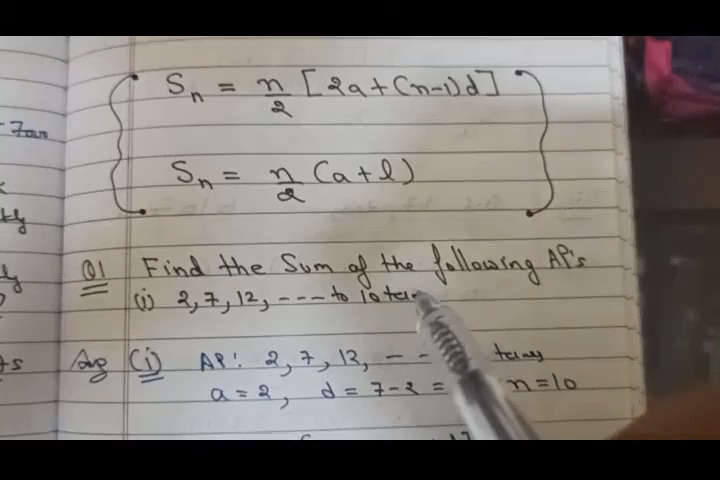 Sn = n/2 [2a+(n-1)d]
Sn = n/2 (a+l)
Q1 Find the Sum of the following AP's
(i) 2, 7, 12, ---- to 10
Ans (i) AP: 2, 7, 12, - - terms
a = 2, d = 7-2 = n = 10